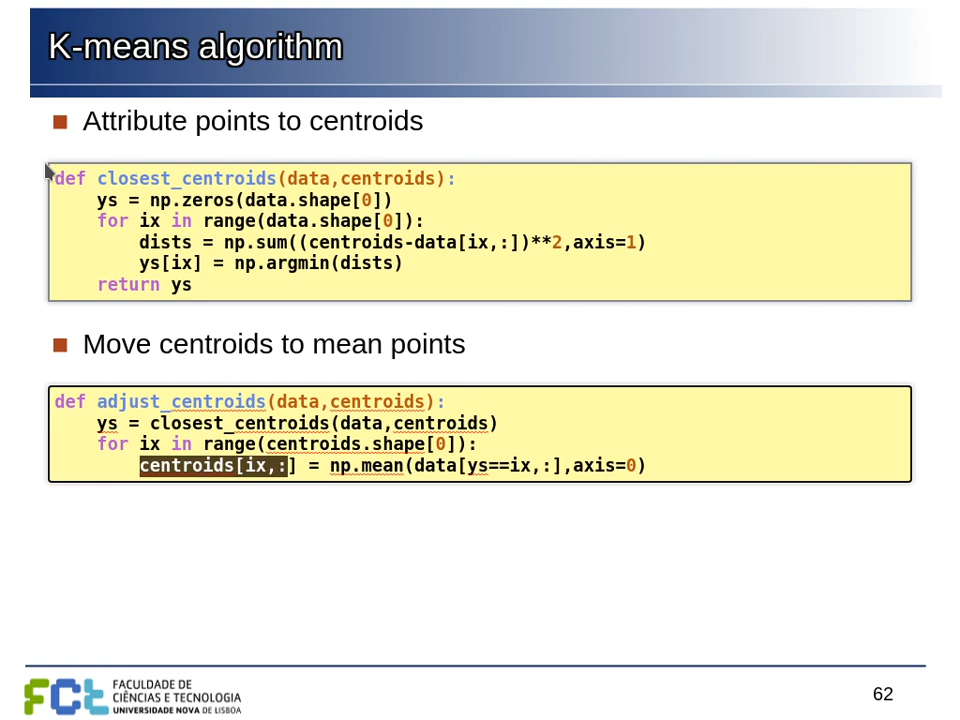 K-means algorithm
Attribute points to centroids
def closest_centroids(data,centroids):
    ys = np.zeros(data.shape[0])
    for ix in range(data.shape[0]):
        dists = np.sum((centroids-data[ix,:])**2,axis=1)
        ys[ix] = np.argmin(dists)
    return ys
Move centroids to mean points
def adjust_centroids(data,centroids):
    ys = closest_centroids(data,centroids)
    for ix in range(centroids.shape[0]):
        centroids[ix,:] = np.mean(data[ys==ix,:],axis=0)
FCt
FACULDADE DE
CIÊNCIAS E TECNOLOGIA
UNIVERSIDADE NOVA DE LISBOA
62